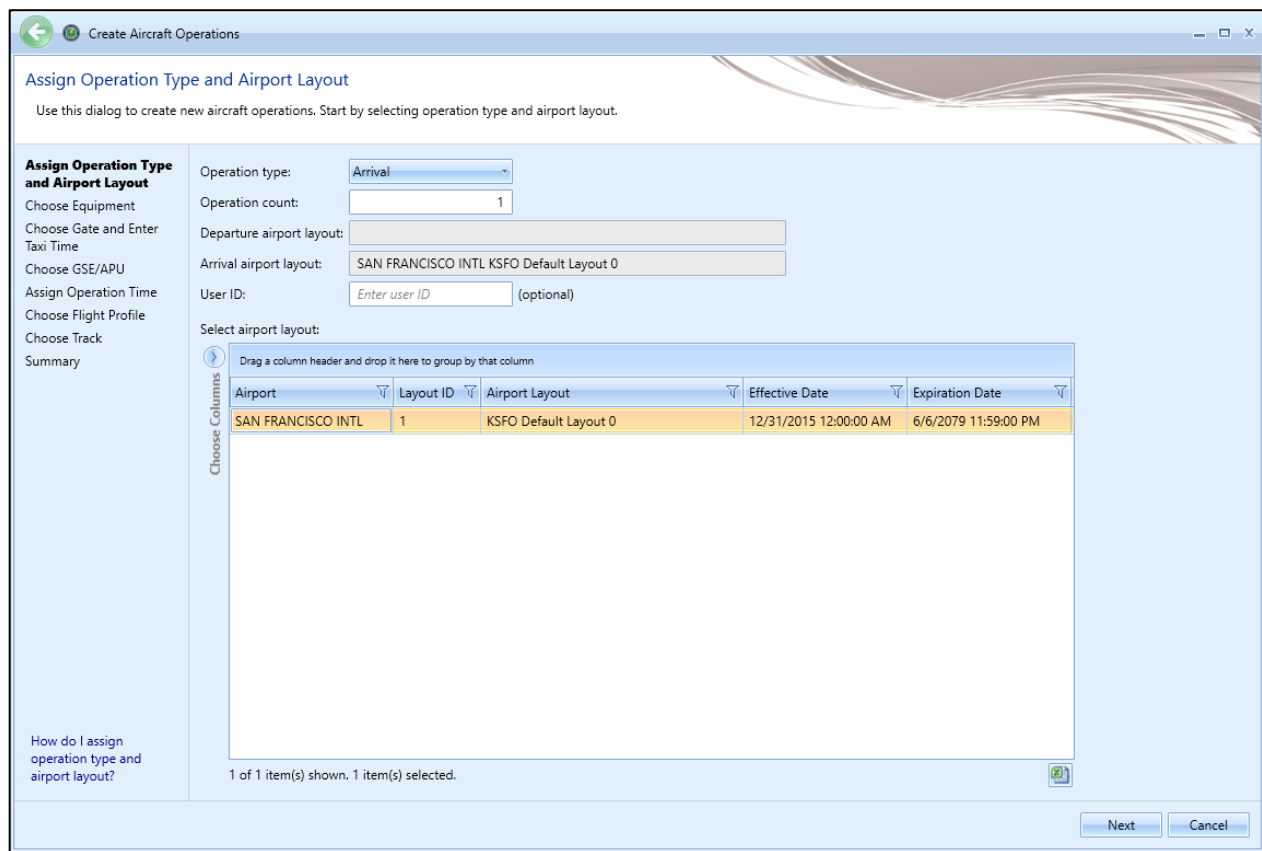 Create Aircraft Operations
Assign Operation Type and Airport Layout
Use this dialog to create new aircraft operations. Start by selecting operation type and airport layout.
Assign Operation Type
and Airport Layout
Choose Equipment
Choose Gate and Enter
Taxi Time
Choose GSE/APU
Assign Operation Time
Choose Flight Profile
Choose Track
Summary
How do I assign
operation type and
airport layout?
Operation type: Arrival
Operation count: 1
Departure airport layout:
Arrival airport layout: SAN FRANCISCO INTL KSFO Default Layout 0
User ID: Enter user ID (optional)
Select airport layout:
Choose Columns
Drag a column header and drop it here to group by that column
Airport Layout ID Airport Layout Effective Date Expiration Date
SAN FRANCISCO INTL 1 KSFO Default Layout 0 12/31/2015 12:00:00 AM 6/6/2079 11:59:00 PM
1 of 1 item(s) shown. 1 item(s) selected.
Next Cancel